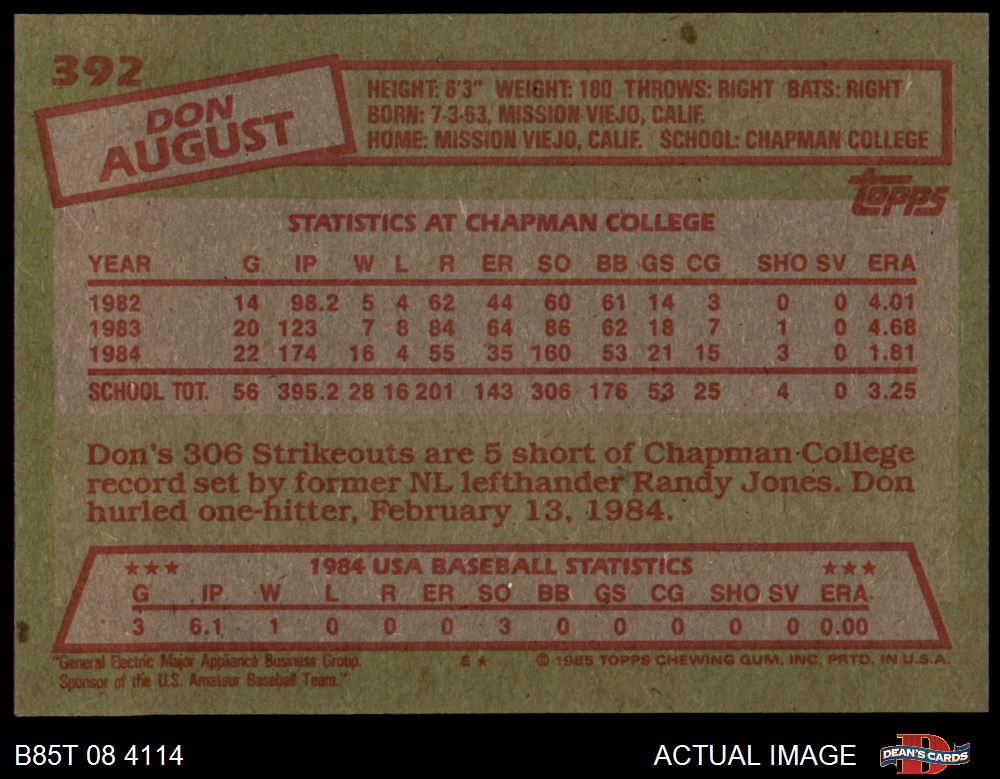 392
DON
AUGUST
HEIGHT: 6'3" WEIGHT: 180 THROWS: RIGHT BATS: RIGHT
BORN: 7-3-63, MISSION VIEJO, CALIF.
HOME: MISSION VIEJO, CALIF. SCHOOL: CHAPMAN COLLEGE
topps
STATISTICS AT CHAPMAN COLLEGE
YEAR G IP W L R ER SO BB GS CG SHO SV ERA
1982 14 98.2 5 4 62 44 60 61 14 3 0 0 4.01
1983 20 123 7 8 84 64 86 62 18 7 1 0 4.68
1984 22 174 16 4 55 35 160 53 21 15 3 0 1.81
SCHOOL TOT. 56 395.2 28 16 201 143 306 176 53 25 4 0 3.25
Don's 306 Strikeouts are 5 short of Chapman College
record set by former NL lefthander Randy Jones. Don
hurled one-hitter, February 13, 1984.
★★★ 1984 USA BASEBALL STATISTICS ★★★
G IP W L R ER SO BB GS CG SHO SV ERA
3 6.1 1 0 0 0 3 0 0 0 0 0 0.00
"General Electric Major Appliance Business Group.
Sponsor of the U.S. Amateur Baseball Team."
E ★ © 1985 TOPPS CHEWING GUM, INC. PRTD. IN U.S.A.
B85T 08 4114
ACTUAL IMAGE
DEAN'S CARDS